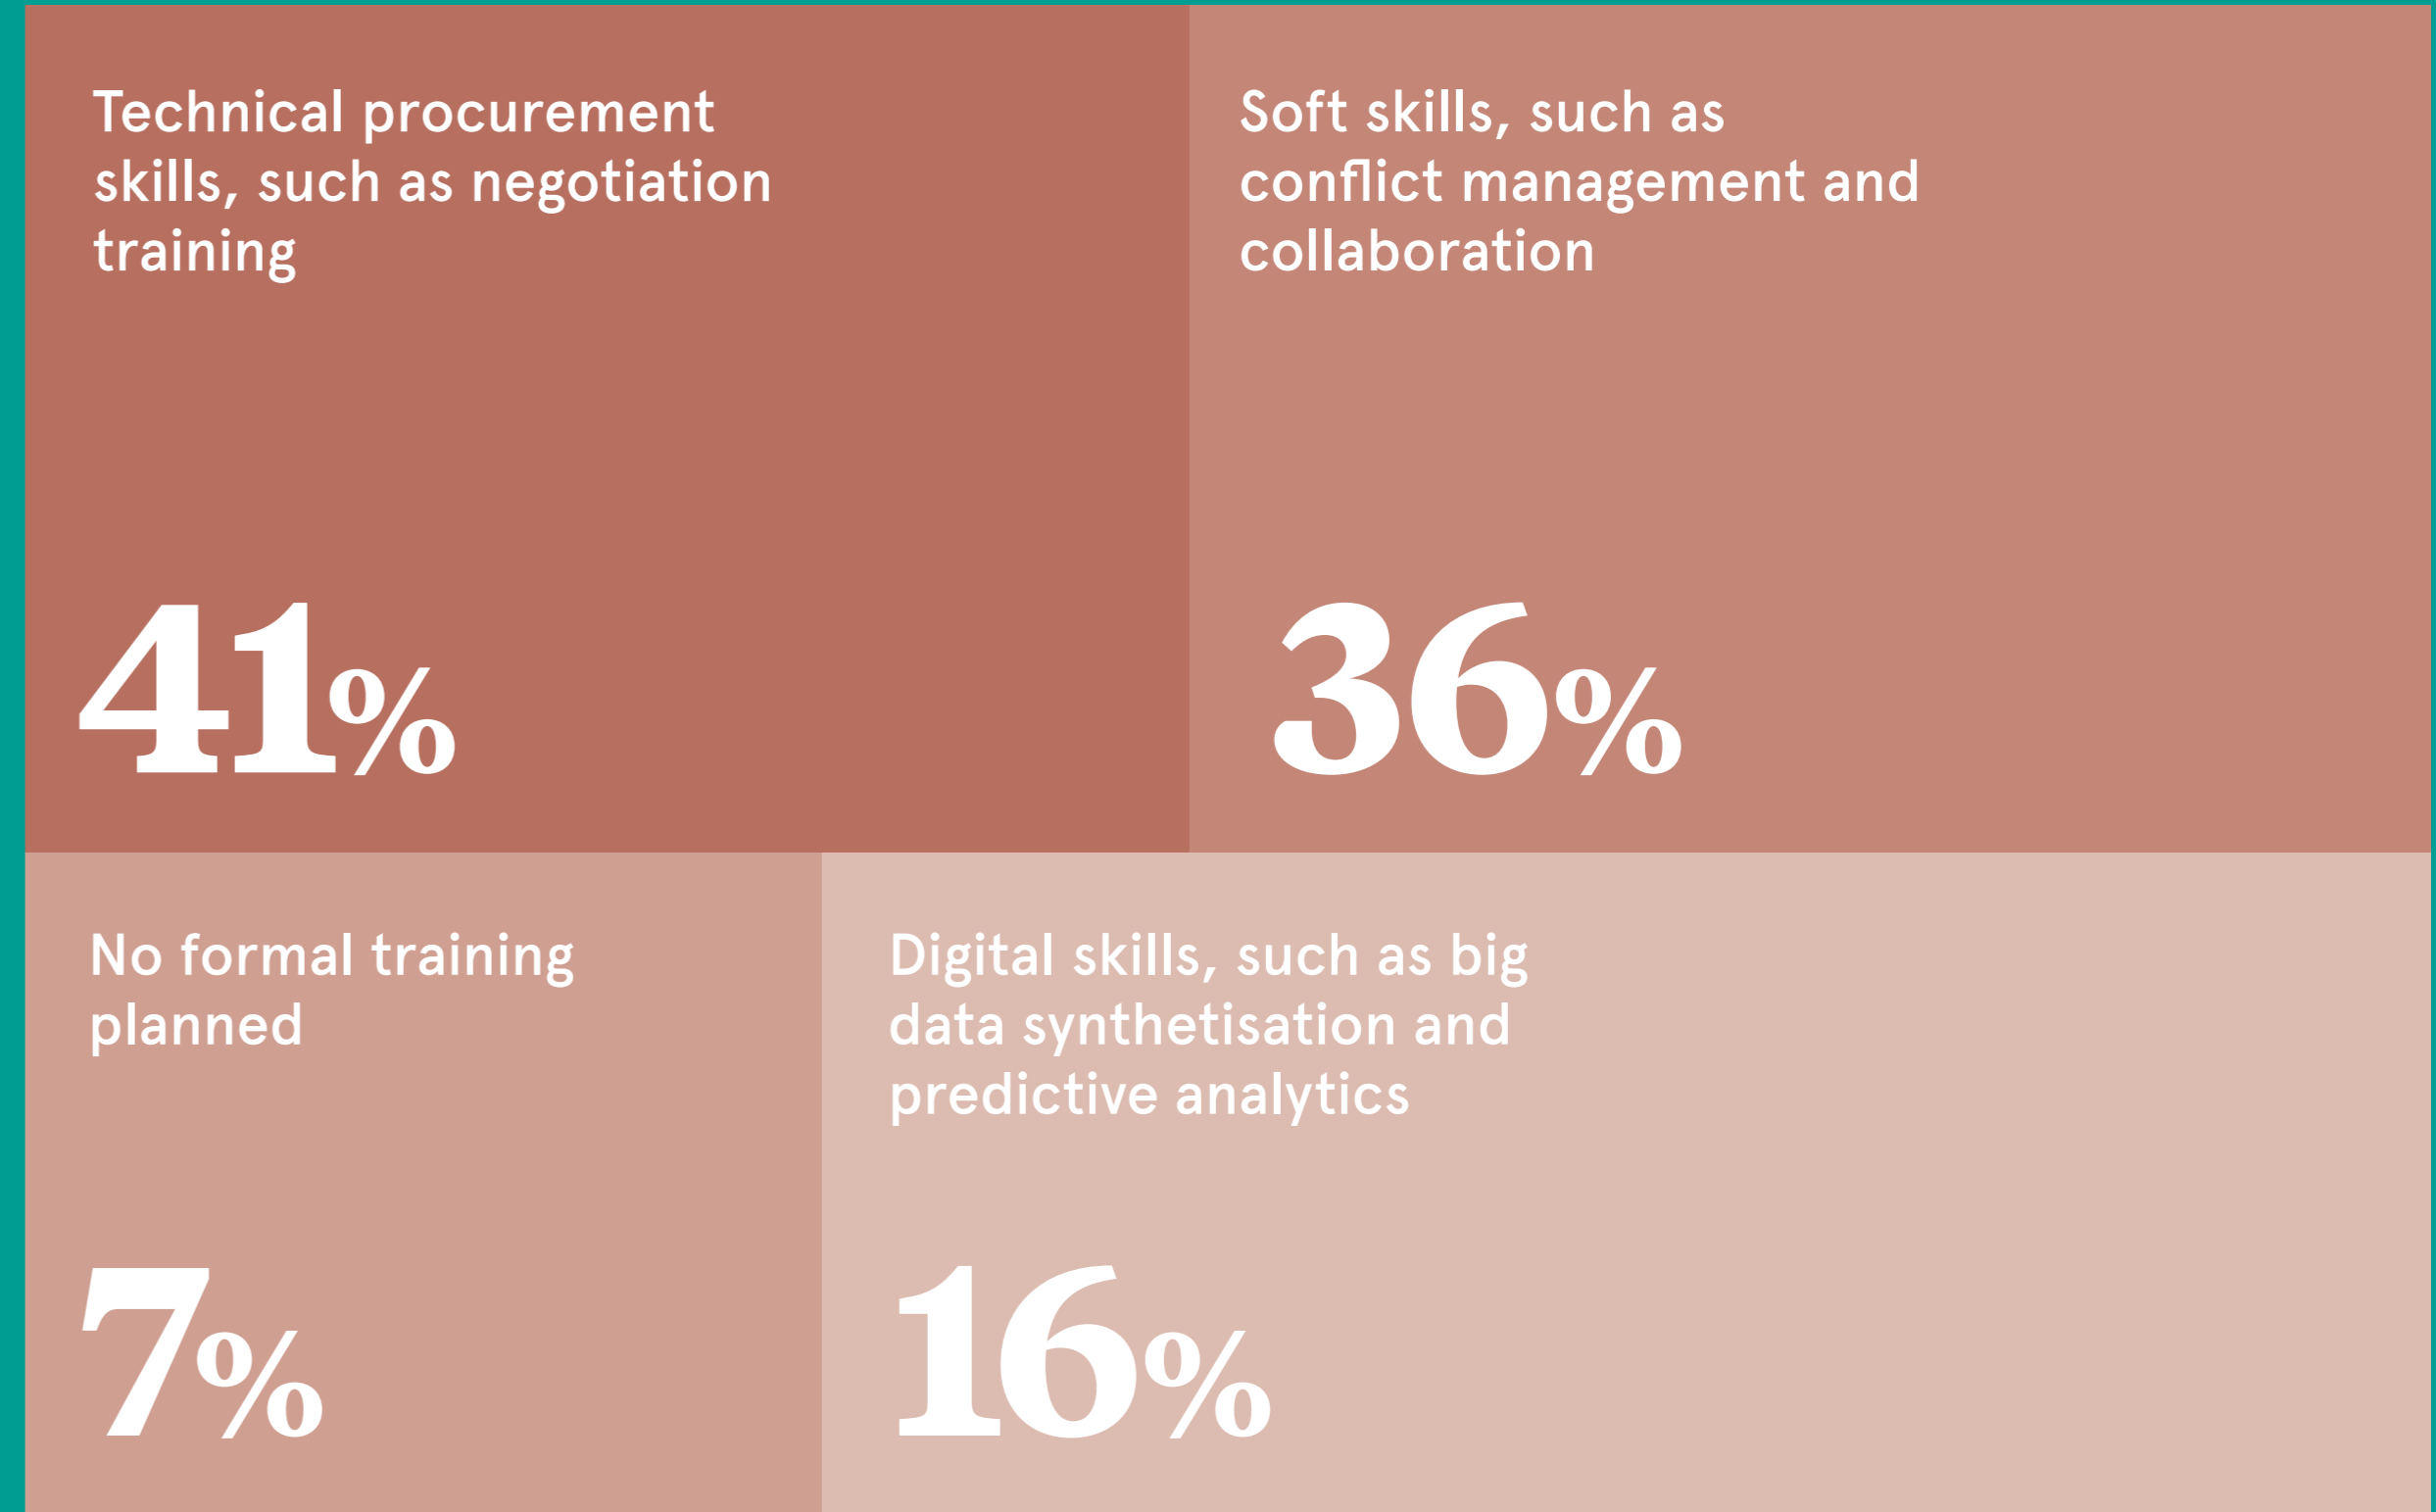 Technical procurement
skills, such as negotiation
training
41%
Soft skills, such as
conflict management and
collaboration
36%
No formal training
planned
7%
Digital skills, such as big
data synthetisation and
predictive analytics
16%